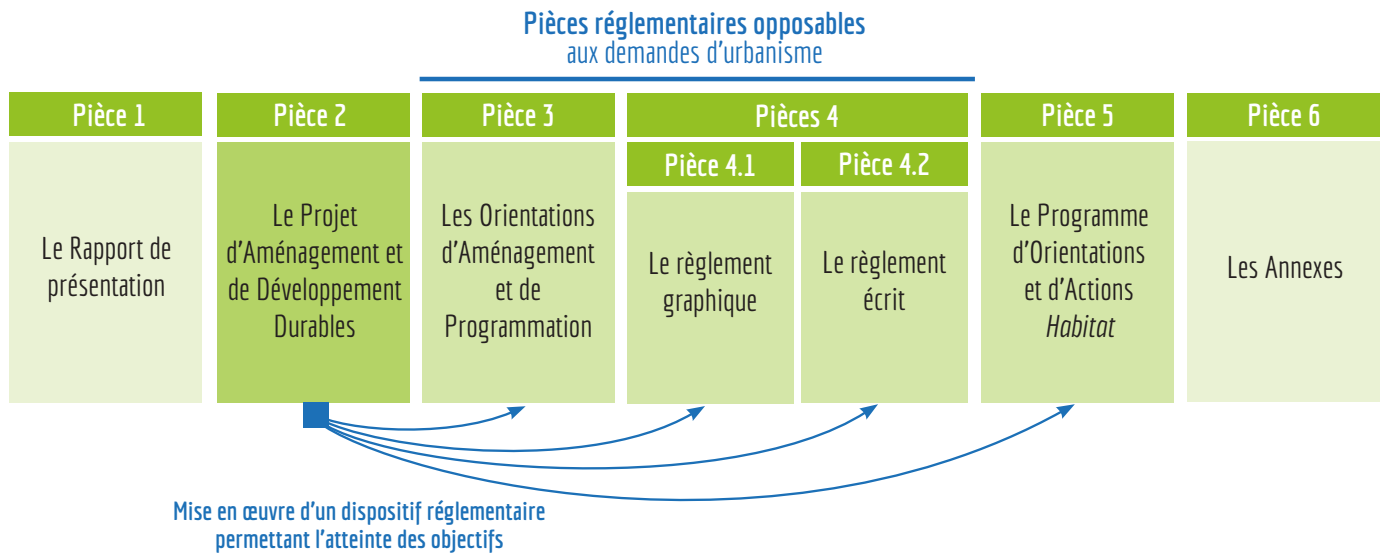 Pièces réglementaires opposables
aux demandes d'urbanisme
Pièce 1
Le Rapport de
présentation
Pièce 2
Le Projet
d'Aménagement et
de Développement
Durables
Pièce 3
Les Orientations
d'Aménagement
et de
Programmation
Pièces 4
Pièce 4.1
Le règlement
graphique
Pièce 4.2
Le règlement
écrit
Pièce 5
Le Programme
d'Orientations
et d'Actions
Habitat
Pièce 6
Les Annexes
Mise en œuvre d'un dispositif réglementaire
permettant l'atteinte des objectifs